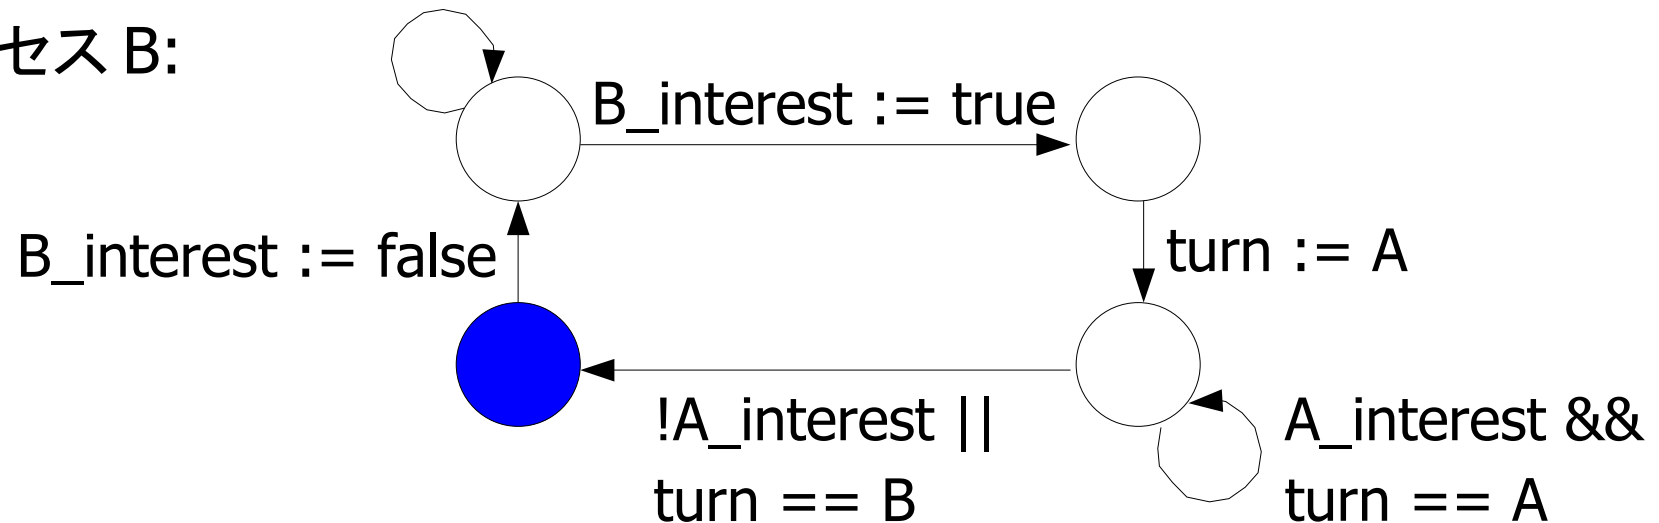 セス B:
B_interest := true
B_interest := false
turn := A
!A_interest ||
turn == B
A_interest &&
turn == A